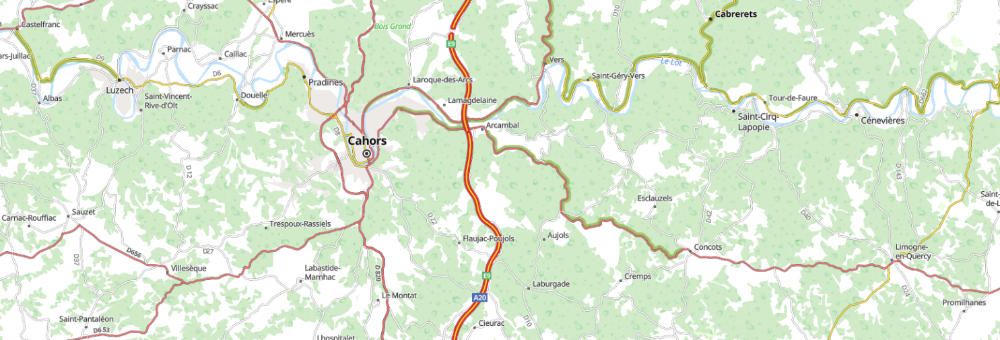 Crayssac
Espère
Castelfranc
Mercuès
Bois Grand
E9
D10
Cabrerets
Parnac
Caillac
D9
D8
Luzech
D37
Albas
Saint-Vincent-
Rive-d'Olt
Douelle
Pradines
Laroque-des-Arcs
Lamagdelaine
Vers
Saint-Géry-Vers
Le Lot
Tour-de-Faure
D662
Saint-Cirq-
Lapopie
Cénevières
Arcambal
D8
Cahors
D12
D143
Esclauzels
D42
D40
Carnac-Rouffiac
Sauzet
Trespoux-Rassiels
D22
Flaujac-Poujols
Aujols
Concots
Limogne-
en-Quercy
D656
D27
D37
Villesèque
Labastide-
Marnhac
D 820
E9
A20
Laburgade
Cremps
Le Montat
D24
Promilhanes
Saint-Pantaléon
D653
Cieurac
D10